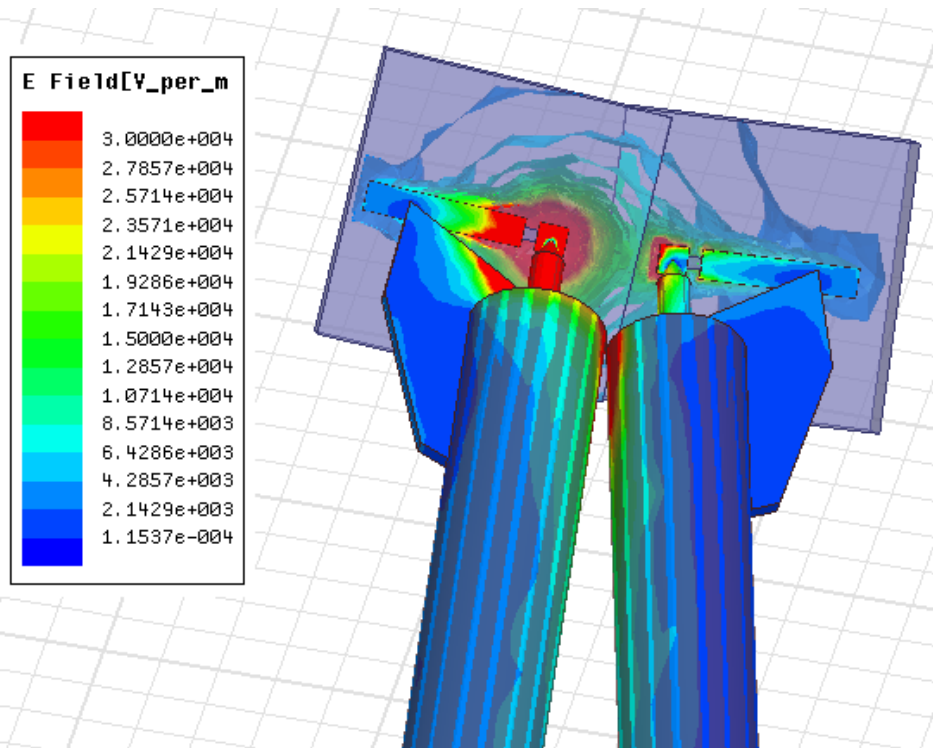 E Field[V_per_m
3.0000e+004
2.7857e+004
2.5714e+004
2.3571e+004
2.1429e+004
1.9286e+004
1.7143e+004
1.5000e+004
1.2857e+004
1.0714e+004
8.5714e+003
6.4286e+003
4.2857e+003
2.1429e+003
1.1537e-004